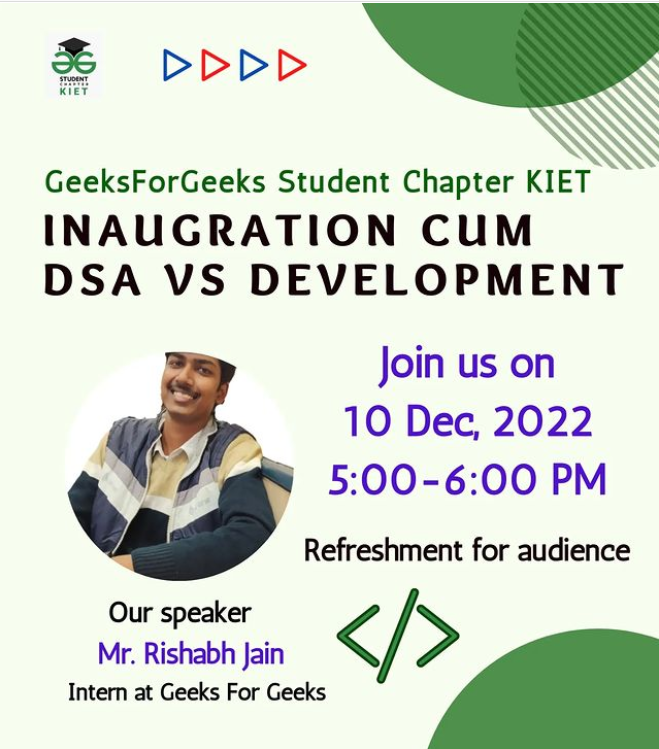 GG
STUDENT
CHAPTER
KIET
GeeksForGeeks Student Chapter KIET
INAUGRATION CUM
DSA VS DEVELOPMENT
Join us on
10 Dec, 2022
5:00-6:00 PM
Refreshment for audience
</>
Our speaker
Mr. Rishabh Jain
Intern at Geeks For Geeks